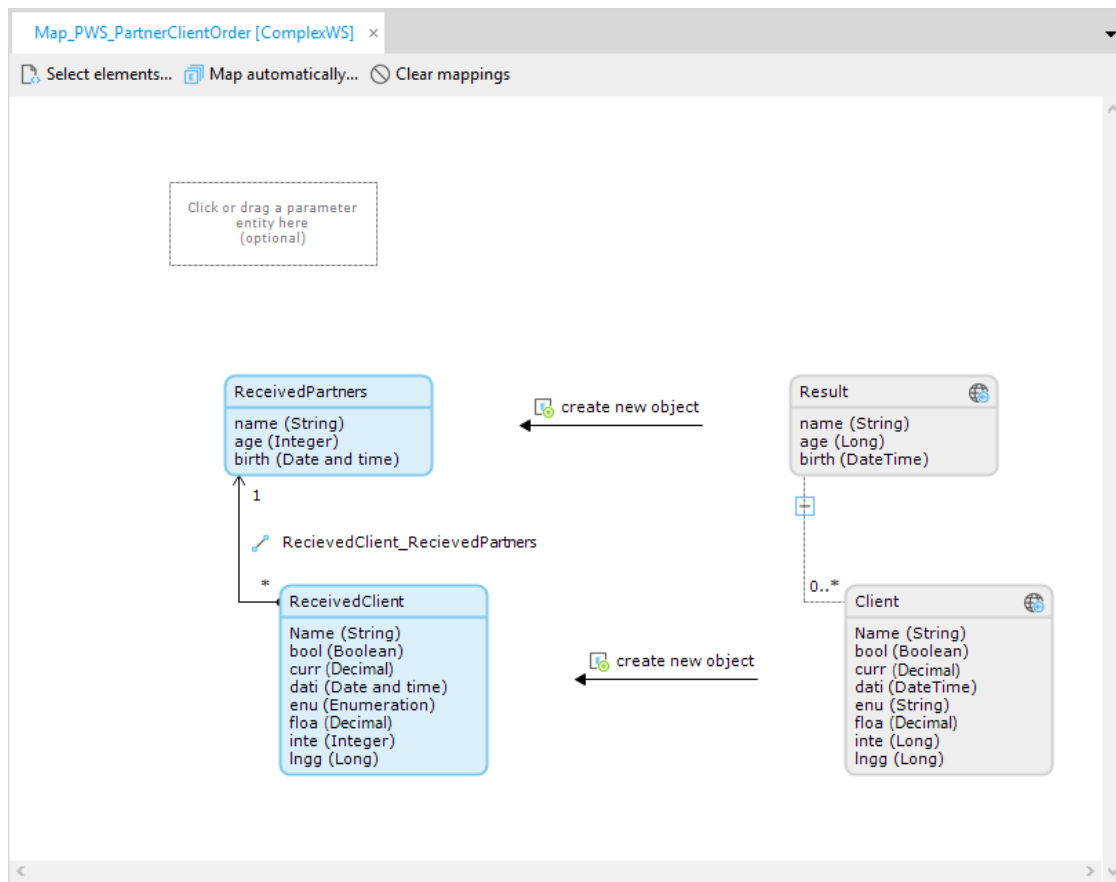 Map_PWS_PartnerClientOrder [ComplexWS] ×
Select elements... Map automatically... Clear mappings
Click or drag a parameter
entity here
(optional)
ReceivedPartners
name (String)
age (Integer)
birth (Date and time)
create new object
Result
name (String)
age (Long)
birth (DateTime)
1
RecievedClient_RecievedPartners
*
0..*
ReceivedClient
Name (String)
bool (Boolean)
curr (Decimal)
dati (Date and time)
enu (Enumeration)
floa (Decimal)
inte (Integer)
lngg (Long)
create new object
Client
Name (String)
bool (Boolean)
curr (Decimal)
dati (DateTime)
enu (String)
floa (Decimal)
inte (Long)
lngg (Long)